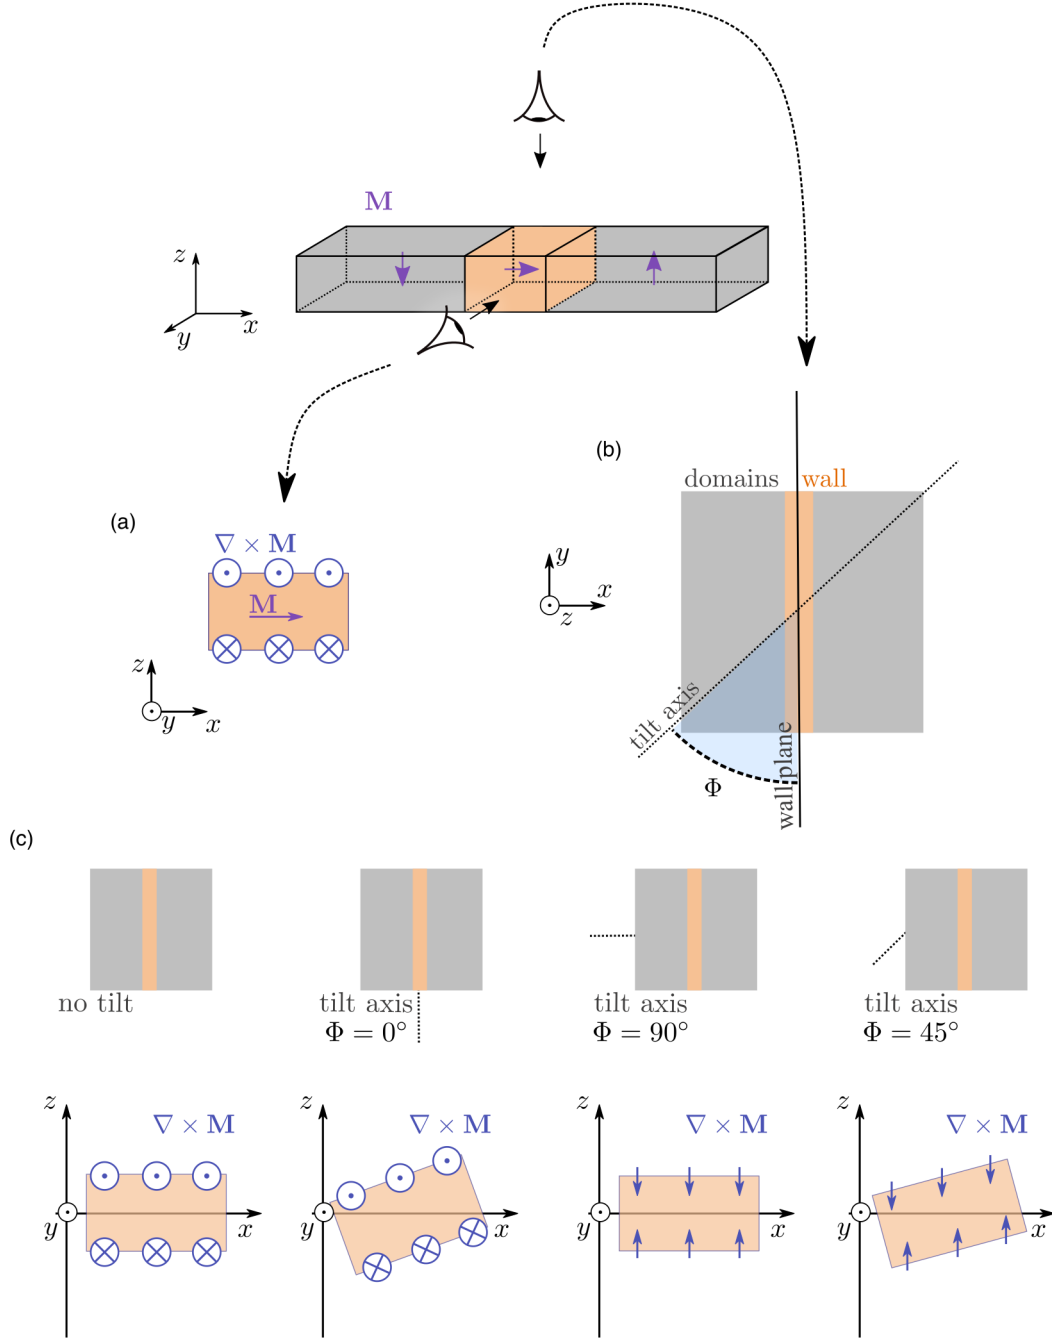 M
z
x
y
(b)
domains
wall
(a)
∇ × M
M
y
x
z
z
y
x
tilt axis
Φ
wall plane
(c)
no tilt
tilt axis
Φ = 0°
tilt axis
Φ = 90°
tilt axis
Φ = 45°
z
∇ × M
y
x
z
∇ × M
y
x
z
∇ × M
y
x
z
∇ × M
y
x